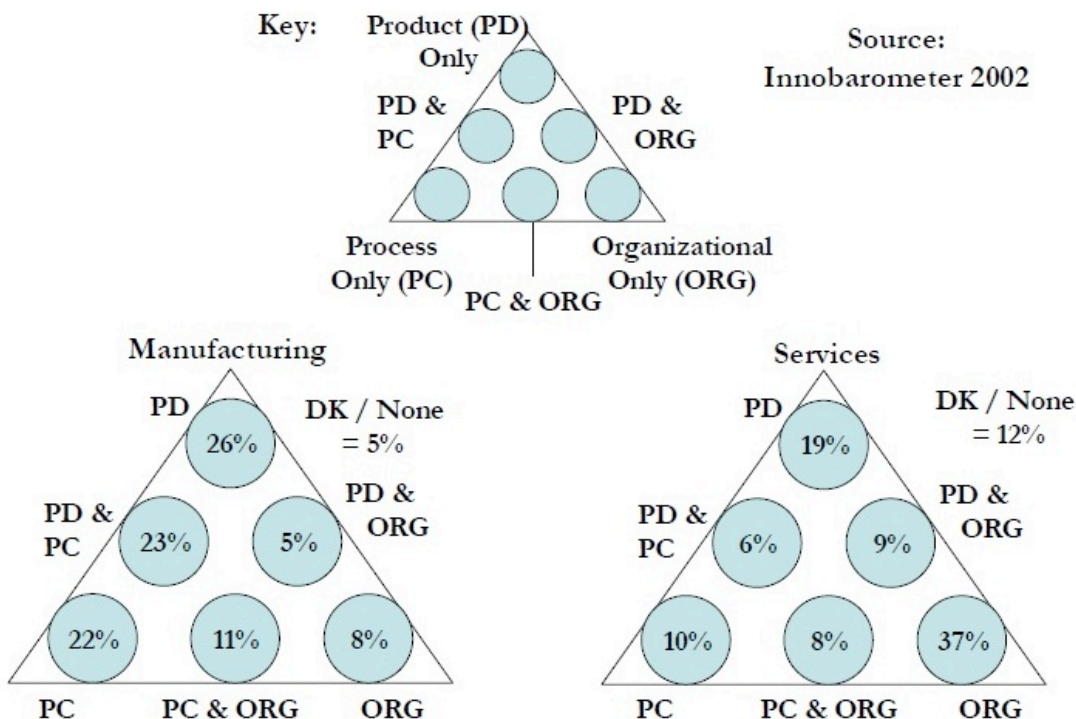 Key:
Product (PD)
Only
Source:
Innobarometer 2002
PD &
PC
PD &
ORG
Process
Only (PC)
Organizational
Only (ORG)
PC & ORG
Manufacturing
PD
DK / None
= 5%
26%
PD &
PC
PD &
ORG
23%
5%
22%
11%
8%
PC
PC & ORG
ORG
Services
PD
DK / None
= 12%
19%
PD &
PC
PD &
ORG
6%
9%
10%
8%
37%
PC
PC & ORG
ORG